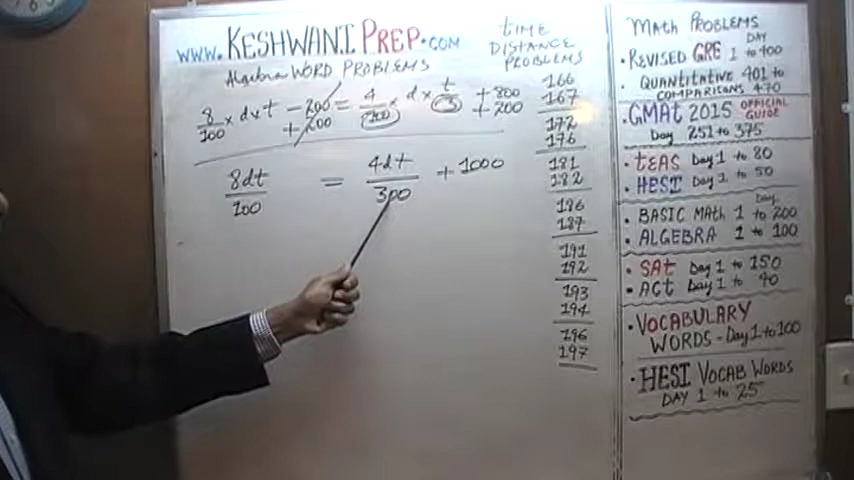 www.KESHWANIPREP.COM
Algebra WORD PROBLEMS
8/100 × d×t − 200 + 200 = 4/100 × d × t/3 + 800 + 200
8dt/100 = 4dt/300 + 1000
TIME
DISTANCE
PROBLEMS
166
167
172
176
181
182
186
187
191
192
193
194
196
197
MATH PROBLEMS
DAY
• REVISED GRE 1 to 400
• QUANTITATIVE 401 to
COMPARISONS 470
• GMAT 2015 OFFICIAL GUIDE
Day 251 to 375
• TEAS Day 1 to 80
• HESI Day 1 to 50
Day
• BASIC MATH 1 to 200
• ALGEBRA 1 to 100
• SAT Day 1 to 150
• ACT Day 1 to 40
• VOCABULARY
WORDS - Day 1 to 100
• HESI VOCAB WORDS
DAY 1 to 25